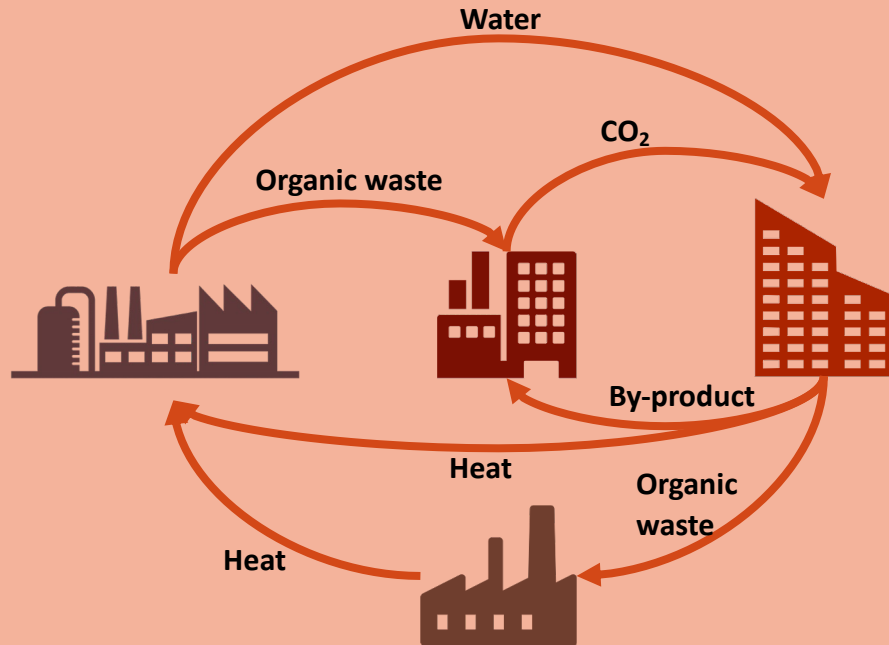 Water
CO₂
Organic waste
By-product
Heat
Organic
waste
Heat